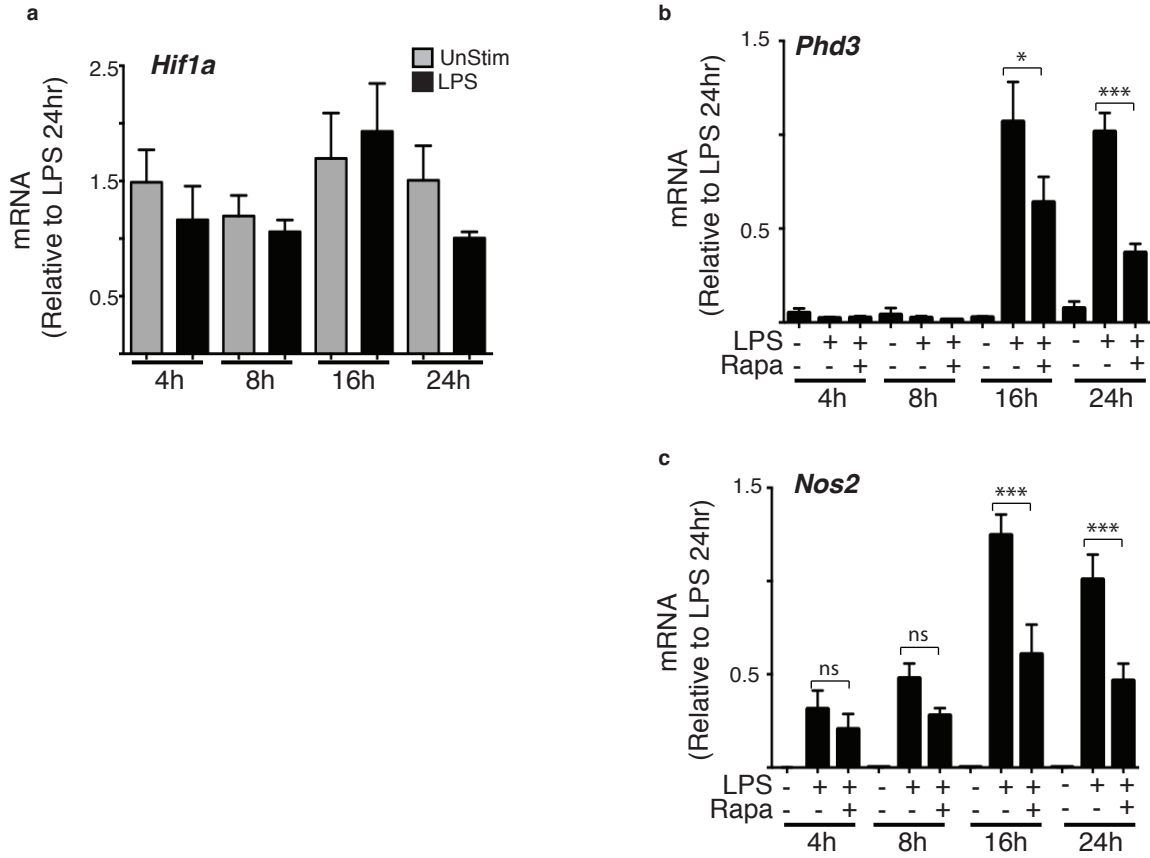 a
Hif1a
UnStim
LPS
mRNA
(Relative to LPS 24hr)
2.5
1.5
0.5
4h 8h 16h 24h
b
Phd3
mRNA
(Relative to LPS 24hr)
1.5
0.5
* ***
LPS - + + - + + - + + - + +
Rapa - - + - - + - - + - - +
4h 8h 16h 24h
c
Nos2
mRNA
(Relative to LPS 24hr)
1.5
0.5
ns ns *** ***
LPS - + + - + + - + + - + +
Rapa - - + - - + - - + - - +
4h 8h 16h 24h